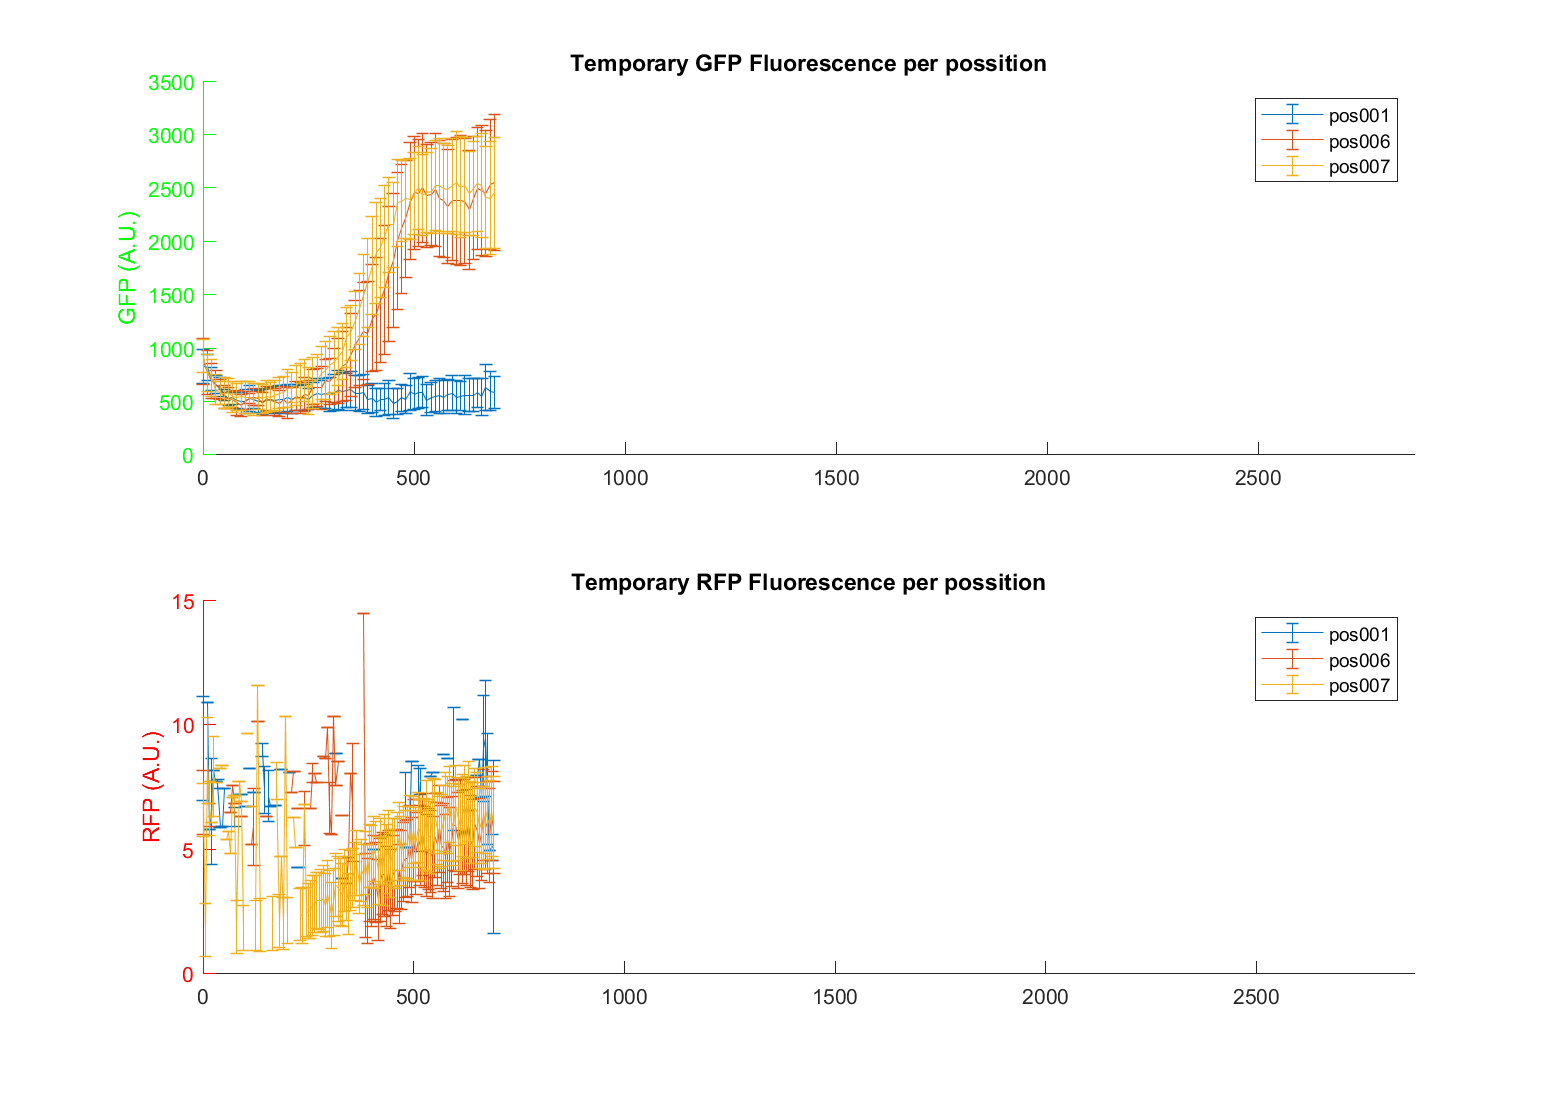 Temporary GFP Fluorescence per possition
3500
3000
2500
2000
1500
1000
500
0
GFP (A.U.)
0 500 1000 1500 2000 2500
pos001
pos006
pos007
Temporary RFP Fluorescence per possition
15
10
5
0
RFP (A.U.)
0 500 1000 1500 2000 2500
pos001
pos006
pos007